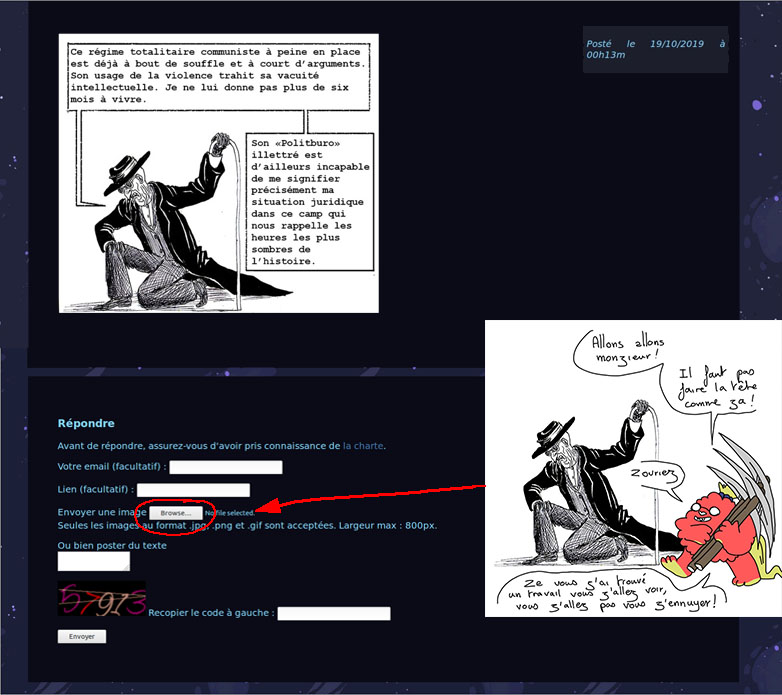 Ce régime totalitaire communiste à peine en place
est déjà à bout de souffle et à court d'arguments.
Son usage de la violence trahit sa vacuité
intellectuelle. Je ne lui donne pas plus de six
mois à vivre.
Son «Politburo»
illettré est
d'ailleurs incapable
de me signifier
précisément ma
situation juridique
dans ce camp qui
nous rappelle les
heures les plus
sombres de
l'histoire.
Posté le 19/10/2019 à
00h13m
Allons allons
monzieur!
Il faut pas
faire la tête
comme za!
Zouriez
Ze vous z'ai trouvé
un travail vous z'allez voir,
vous z'allez pas vous z'ennuyer!
Répondre
Avant de répondre, assurez-vous d'avoir pris connaissance de la charte.
Votre email (facultatif) :
Lien (facultatif) :
Envoyer une image Browse... No file selected.
Seules les images au format .jpg, .png et .gif sont acceptées. Largeur max : 800px.
Ou bien poster du texte
57913 Recopier le code à gauche :
Envoyer